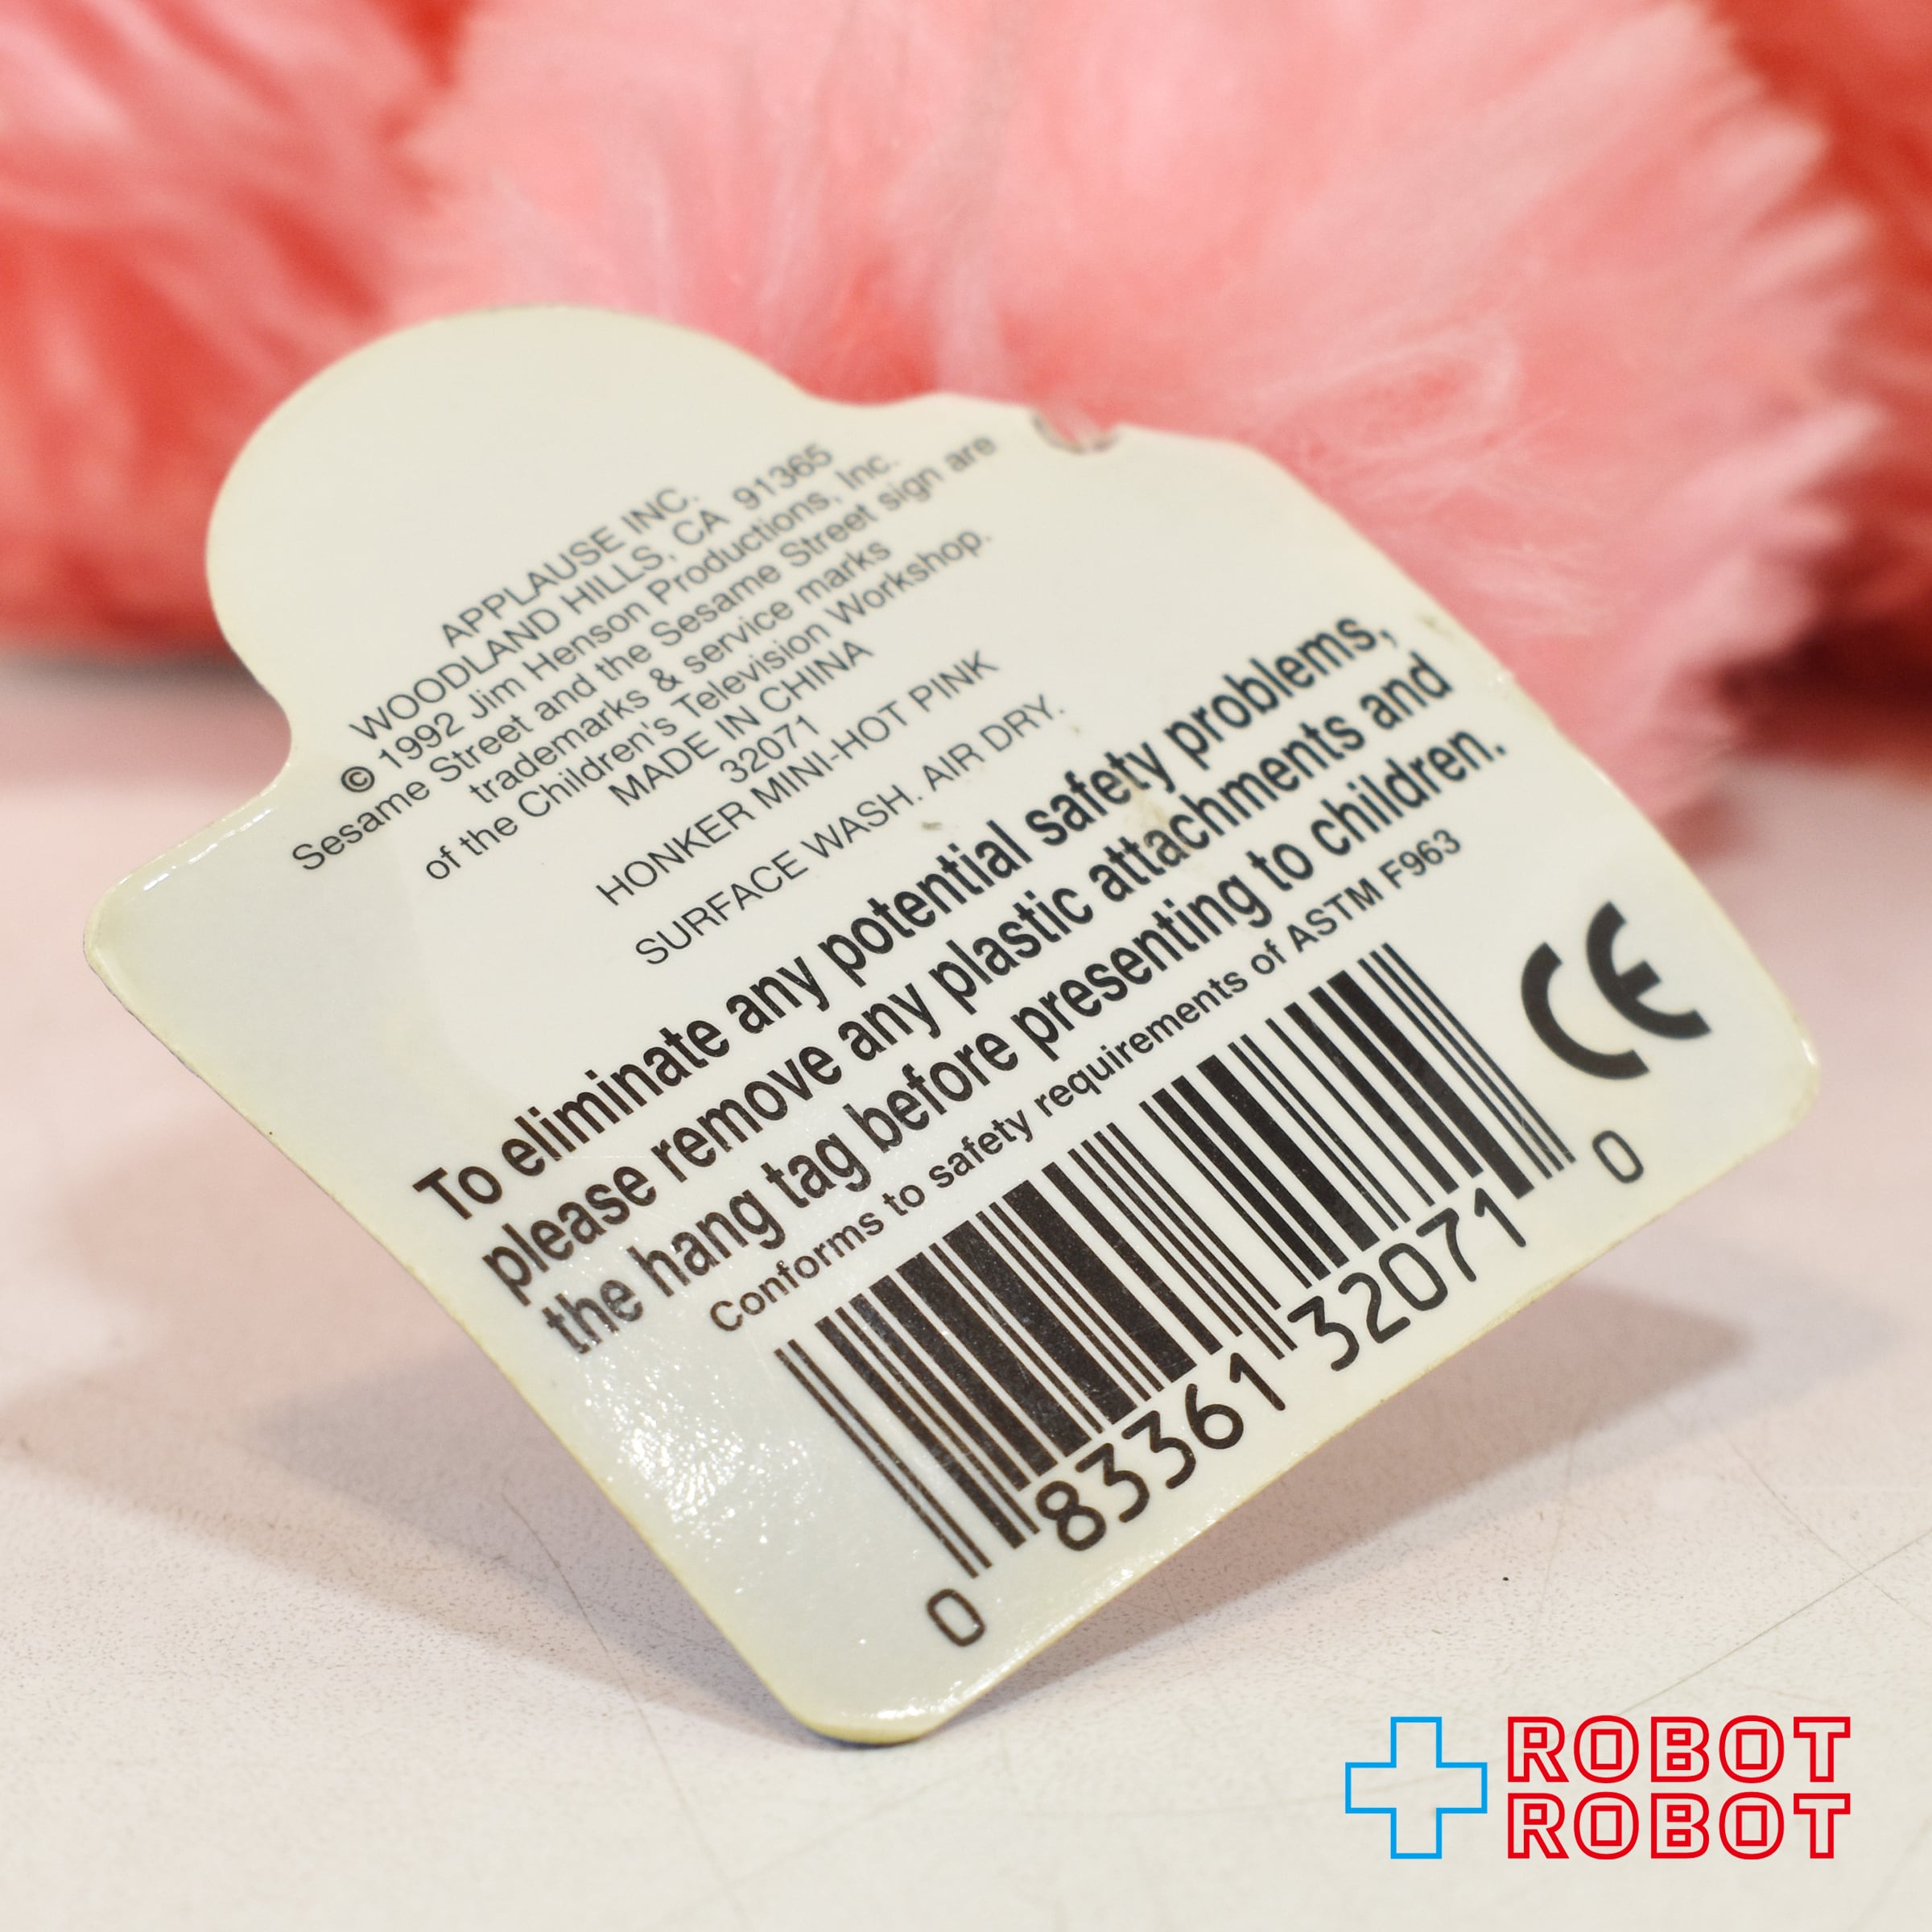 APPLAUSE INC.
WOODLAND HILLS, CA 91365
© 1992 Jim Henson Productions, Inc.
Sesame Street and the Sesame Street sign are
trademarks & service marks
of the Children's Television Workshop.
MADE IN CHINA
32071
HONKER MINI-HOT PINK
SURFACE WASH. AIR DRY.
To eliminate any potential safety problems,
please remove any plastic attachments and
the hang tag before presenting to children.
Conforms to safety requirements of ASTM F963
CE
0 83361 32071 0
ROBOT
ROBOT